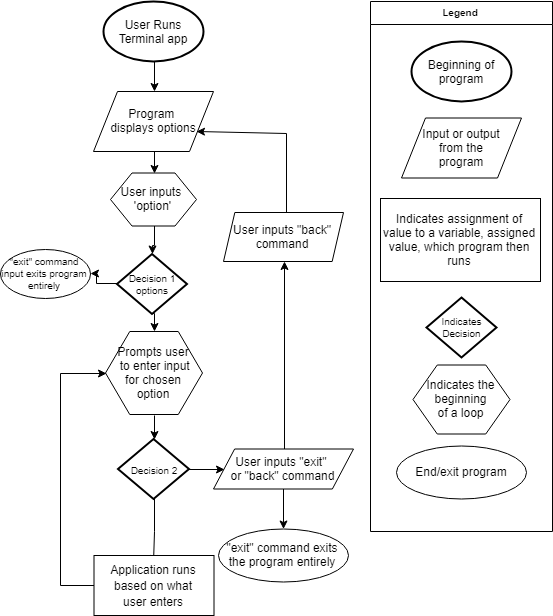 User Runs
Terminal app
Program
displays options
User inputs
'option'
"exit" command
input exits program
entirely
Decision 1
options
Prompts user
to enter input
for chosen
option
Decision 2
User inputs "back"
command
User inputs "exit"
or "back" command
"exit" command exits
the program entirely
Application runs
based on what
user enters
Legend
Beginning of
program
Input or output
from the
program
Indicates assignment of
value to a variable, assigned
value, which program then
runs
Indicates
Decision
Indicates the
beginning
of a loop
End/exit program